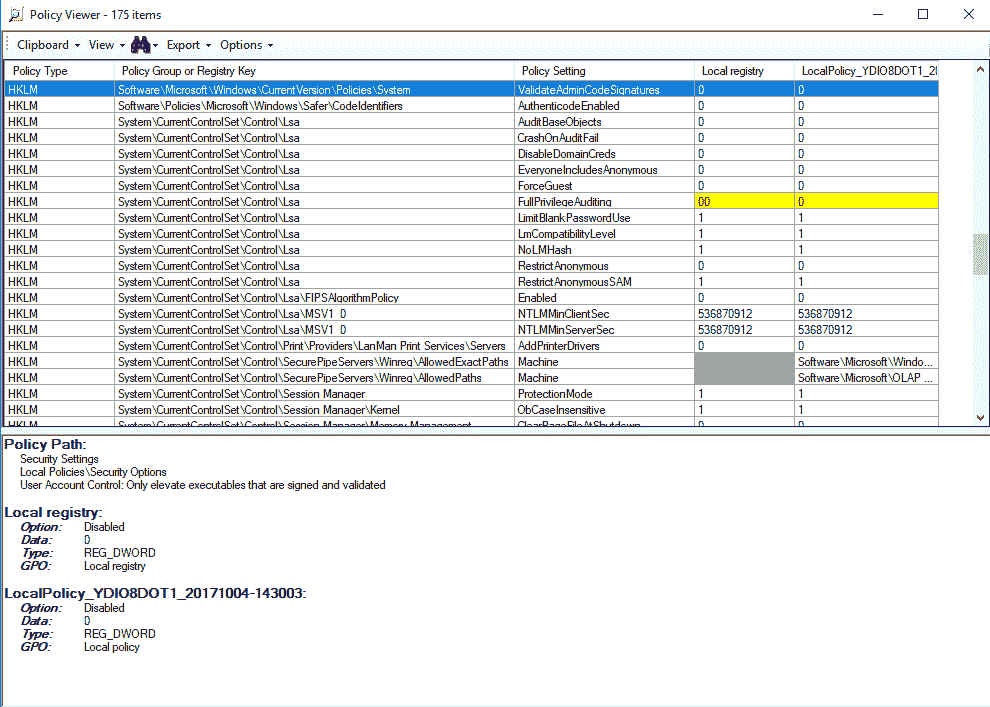 Policy Viewer - 175 items
Clipboard View Export Options
Policy Type Policy Group or Registry Key Policy Setting Local registry LocalPolicy_YDIO8DOT1_2
HKLM Software\Microsoft\Windows\CurrentVersion\Policies\System ValidateAdminCodeSignatures 0 0
HKLM Software\Policies\Microsoft\Windows\Safer\CodeIdentifiers AuthenticodeEnabled 0 0
HKLM System\CurrentControlSet\Control\Lsa AuditBaseObjects 0 0
HKLM System\CurrentControlSet\Control\Lsa CrashOnAuditFail 0 0
HKLM System\CurrentControlSet\Control\Lsa DisableDomainCreds 0 0
HKLM System\CurrentControlSet\Control\Lsa EveryoneIncludesAnonymous 0 0
HKLM System\CurrentControlSet\Control\Lsa ForceGuest 0 0
HKLM System\CurrentControlSet\Control\Lsa FullPrivilegeAuditing 00 0
HKLM System\CurrentControlSet\Control\Lsa LimitBlankPasswordUse 1 1
HKLM System\CurrentControlSet\Control\Lsa LmCompatibilityLevel 1 1
HKLM System\CurrentControlSet\Control\Lsa NoLMHash 1 1
HKLM System\CurrentControlSet\Control\Lsa RestrictAnonymous 0 0
HKLM System\CurrentControlSet\Control\Lsa RestrictAnonymousSAM 1 1
HKLM System\CurrentControlSet\Control\Lsa\FIPSAlgorithmPolicy Enabled 0 0
HKLM System\CurrentControlSet\Control\Lsa\MSV1_0 NTLMMinClientSec 536870912 536870912
HKLM System\CurrentControlSet\Control\Lsa\MSV1_0 NTLMMinServerSec 536870912 536870912
HKLM System\CurrentControlSet\Control\Print\Providers\LanMan Print Services\Servers AddPrinterDrivers 0 0
HKLM System\CurrentControlSet\Control\SecurePipeServers\Winreg\AllowedExactPaths Machine Software\Microsoft\Windo...
HKLM System\CurrentControlSet\Control\SecurePipeServers\Winreg\AllowedPaths Machine Software\Microsoft\OLAP ...
HKLM System\CurrentControlSet\Control\Session Manager ProtectionMode 1 1
HKLM System\CurrentControlSet\Control\Session Manager\Kernel ObCaseInsensitive 1 1
HKLM System\CurrentControlSet\Control\Session Manager\Memory Management ClearPageFileAtShutdown 0 0
Policy Path:
Security Settings
Local Policies\Security Options
User Account Control: Only elevate executables that are signed and validated
Local registry:
Option: Disabled
Data: 0
Type: REG_DWORD
GPO: Local registry
LocalPolicy_YDIO8DOT1_20171004-143003:
Option: Disabled
Data: 0
Type: REG_DWORD
GPO: Local policy